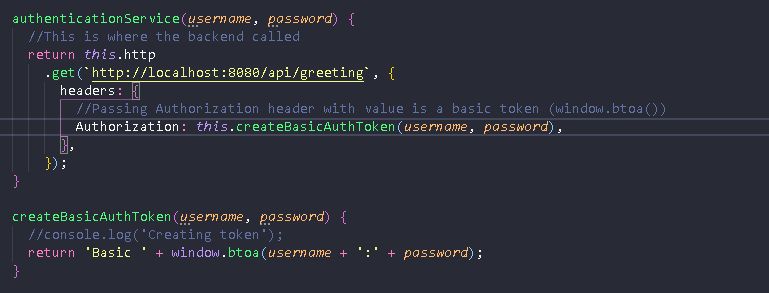 authenticationService(username, password) {
//This is where the backend called
return this.http
.get(`http://localhost:8080/api/greeting`, {
headers: {
//Passing Authorization header with value is a basic token (window.btoa())
Authorization: this.createBasicAuthToken(username, password),
},
});
}
createBasicAuthToken(username, password) {
//console.log('Creating token');
return 'Basic ' + window.btoa(username + ':' + password);
}